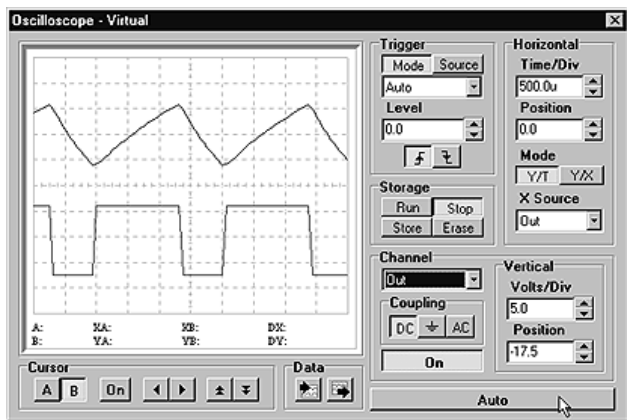 Oscilloscope - Virtual
Trigger
Mode Source
Auto
Level
0.0
Storage
Run Stop
Store Erase
Horizontal
Time/Div
500.0u
Position
0.0
Mode
Y/T Y/X
X Source
Out
Channel
Out
Coupling
DC AC
On
Vertical
Volts/Div
5.0
Position
-17.5
A: XA: XB: DX:
B: YA: YB: DY:
Cursor
A B On
Data
Auto